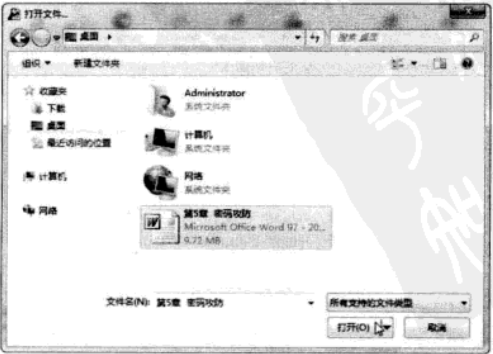 打开文件...
桌面
搜索 桌面
组织 新建文件夹
收藏夹
下载
桌面
最近访问的位置
计算机
网络
Administrator
系统文件夹
计算机
系统文件夹
网络
系统文件夹
第5章 密码攻防
Microsoft Office Word 97 - 20...
9.72 MB
文件名(N): 第5章 密码攻防
所有支持的文件类型
打开(O) 取消